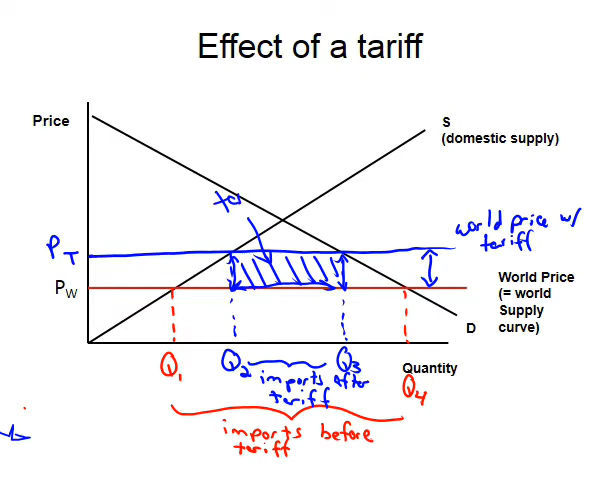 Effect of a tariff
Price
S
(domestic supply)
world price w/
tariff
PT
PW
World Price
(= world
Supply
curve)
D
Quantity
Q1
Q2
Q3
Q4
imports after
tariff
imports before
tariff